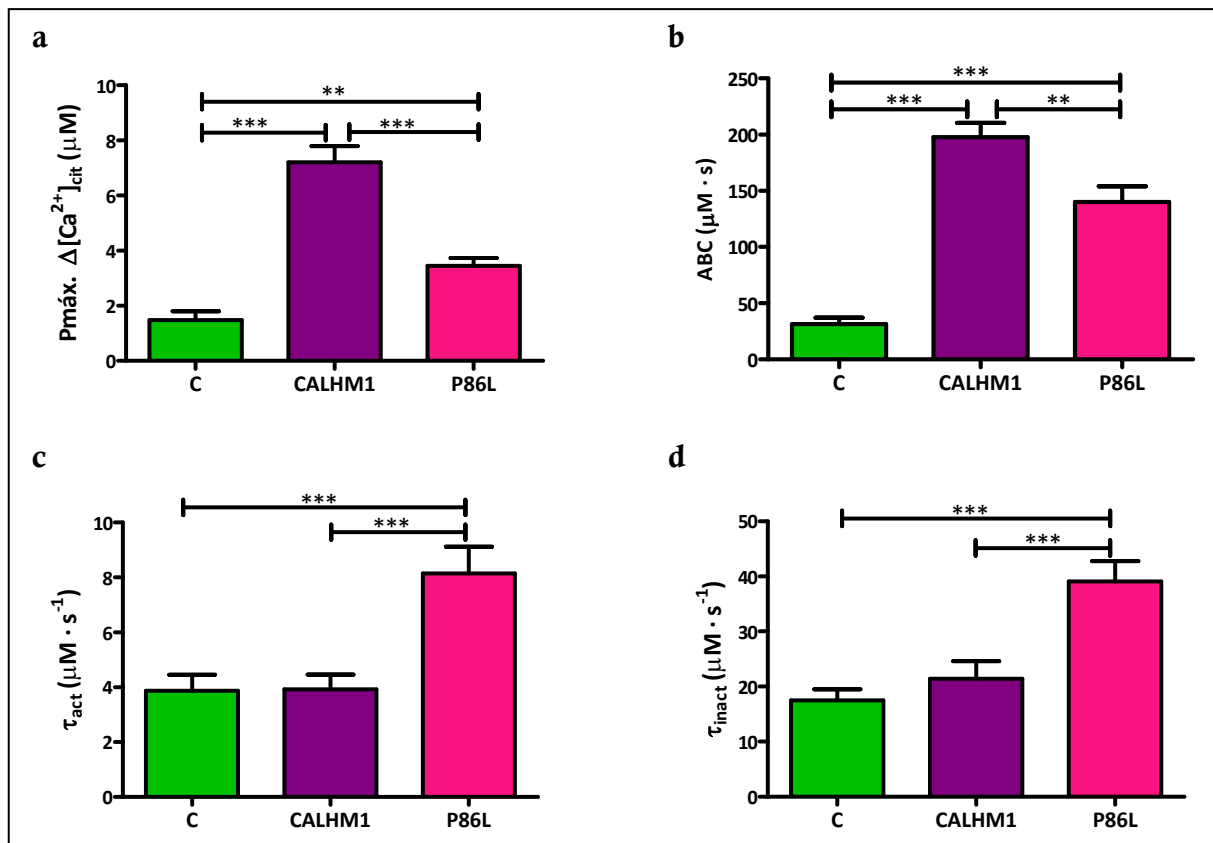 a
Pmáx. Δ[Ca²⁺]cit (μM)
10
8
6
4
2
0
**
***
***
C
CALHM1
P86L
b
ABC (μM · s)
250
200
150
100
50
0
***
***
**
C
CALHM1
P86L
c
τact (μM · s⁻¹)
10
8
6
4
2
0
***
***
C
CALHM1
P86L
d
τinact (μM · s⁻¹)
50
40
30
20
10
0
***
***
C
CALHM1
P86L